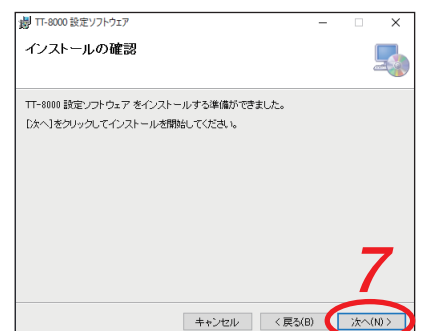 TT-8000 設定ソフトウェア
インストールの確認
TT-8000 設定ソフトウェア をインストールする準備ができました。
[次へ]をクリックしてインストールを開始してください。
7
キャンセル
< 戻る(B)
次へ(N) >